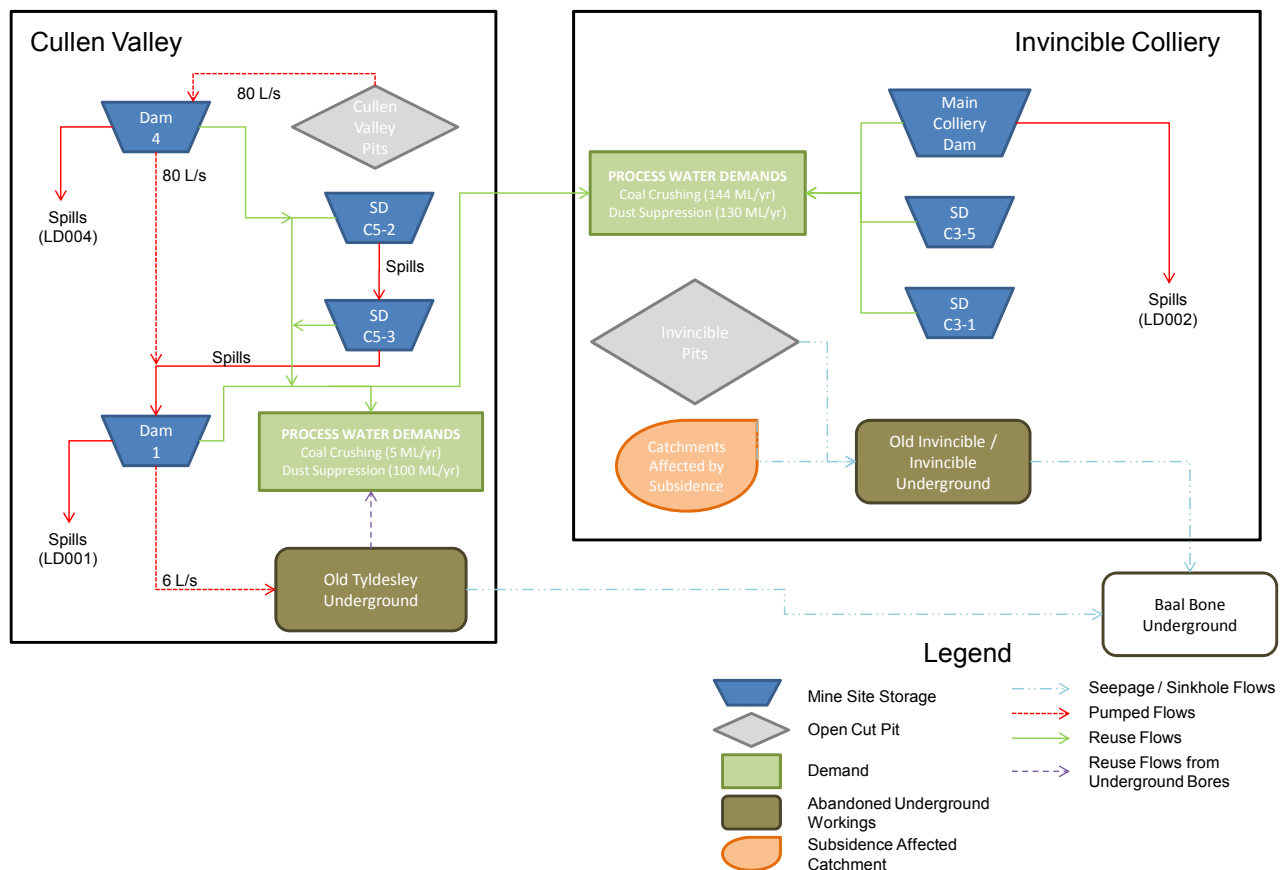 Cullen Valley
80 L/s
Dam
4
Cullen
Valley
Pits
80 L/s
Spills
(LD004)
SD
C5-2
Spills
SD
C5-3
Spills
Dam
1
PROCESS WATER DEMANDS
Coal Crushing (5 ML/yr)
Dust Suppression (100 ML/yr)
Spills
(LD001)
6 L/s
Old Tyldesley
Underground
Invincible Colliery
Main
Colliery
Dam
PROCESS WATER DEMANDS
Coal Crushing (144 ML/yr)
Dust Suppression (130 ML/yr)
SD
C3-5
SD
C3-1
Spills
(LD002)
Invincible
Pits
Catchments
Affected by
Subsidence
Old Invincible /
Invincible
Underground
Baal Bone
Underground
Legend
Mine Site Storage
Open Cut Pit
Demand
Abandoned Underground
Workings
Subsidence Affected
Catchment
Seepage / Sinkhole Flows
Pumped Flows
Reuse Flows
Reuse Flows from
Underground Bores